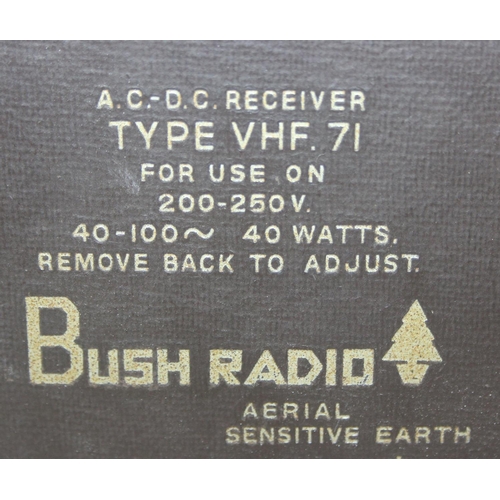 A.C.-D.C. RECEIVER
TYPE VHF. 71
FOR USE ON
200-250V.
40-100~ 40 WATTS.
REMOVE BACK TO ADJUST.
BUSH RADIO
AERIAL
SENSITIVE EARTH